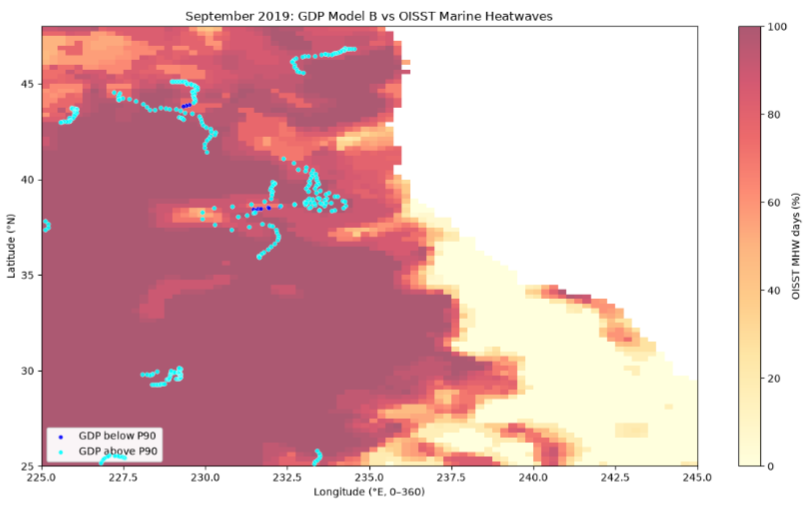 September 2019: GDP Model B vs OISST Marine Heatwaves
45
40
35
30
25
Latitude (°N)
GDP below P90
GDP above P90
225.0 227.5 230.0 232.5 235.0 237.5 240.0 242.5 245.0
Longitude (°E, 0–360)
100
80
60
40
20
0
OISST MHW days (%)